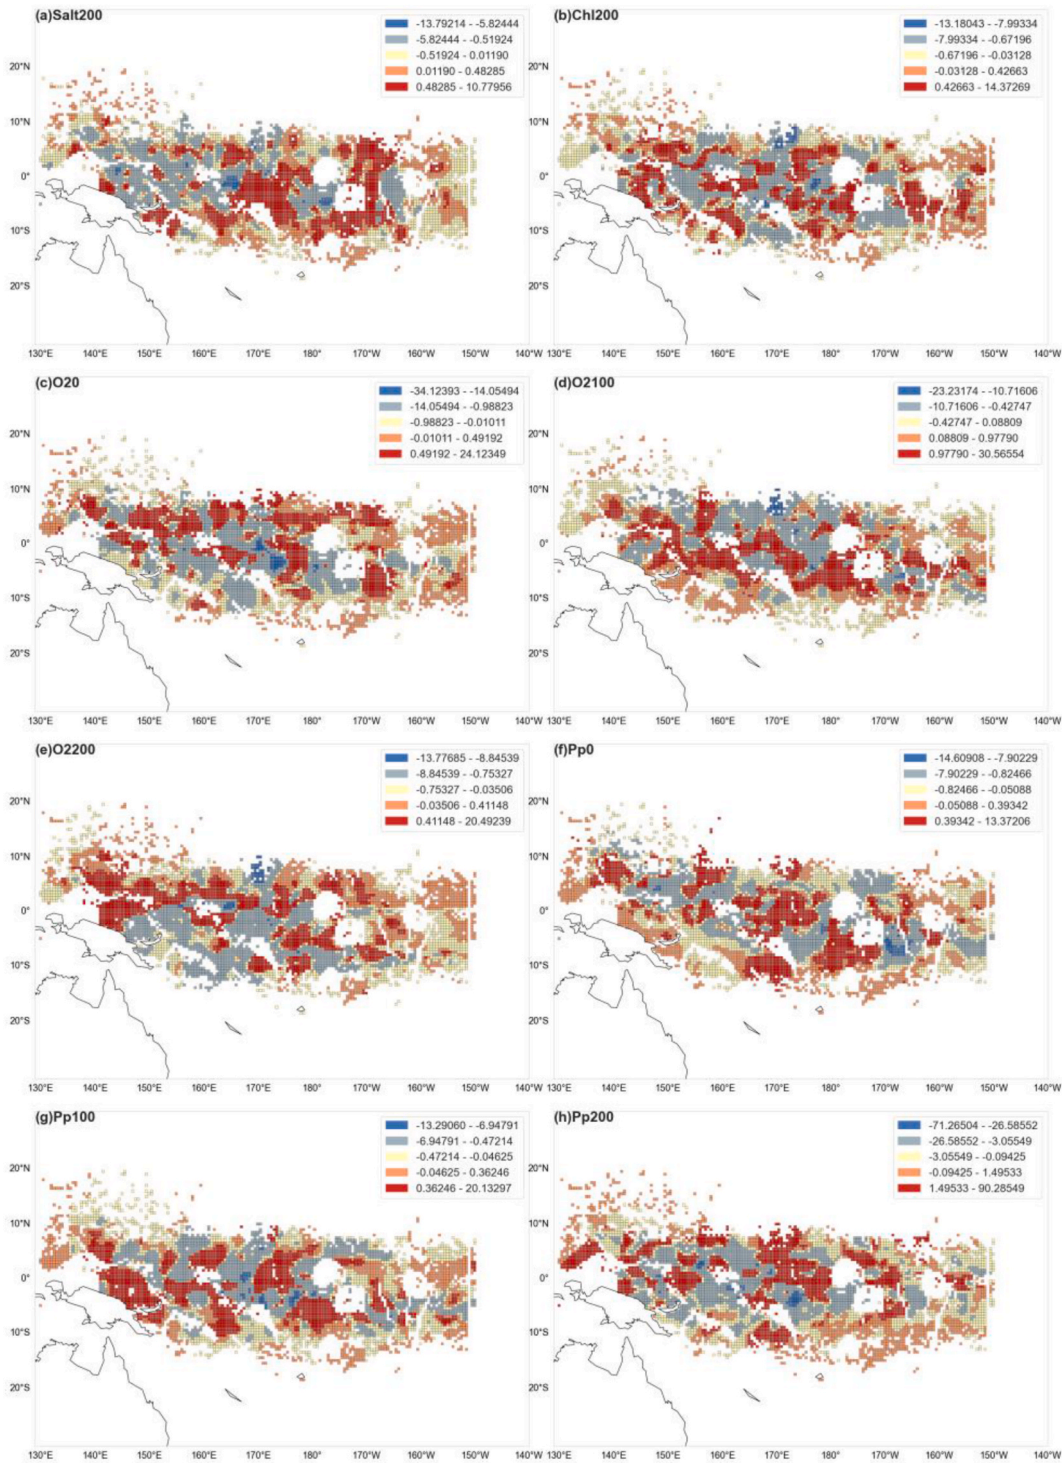 (a)Salt200
-13.79214 - -5.82444
-5.82444 - -0.51924
-0.51924 - 0.01190
0.01190 - 0.48285
0.48285 - 10.77956
20°N
10°N
0°
10°S
20°S
130°E 140°E 150°E 160°E 170°E 180° 170°W 160°W 150°W 140°W
(b)Chl200
-13.18043 - -7.99334
-7.99334 - -0.67196
-0.67196 - -0.03128
-0.03128 - 0.42663
0.42663 - 14.37269
20°N
10°N
0°
10°S
20°S
130°E 140°E 150°E 160°E 170°E 180° 170°W 160°W 150°W 140°W
(c)O20
-34.12393 - -14.05494
-14.05494 - -0.98823
-0.98823 - -0.01011
-0.01011 - 0.49192
0.49192 - 24.12349
20°N
10°N
0°
10°S
20°S
130°E 140°E 150°E 160°E 170°E 180° 170°W 160°W 150°W 140°W
(d)O2100
-23.23174 - -10.71606
-10.71606 - -0.42747
-0.42747 - 0.08809
0.08809 - 0.97790
0.97790 - 30.56554
20°N
10°N
0°
10°S
20°S
130°E 140°E 150°E 160°E 170°E 180° 170°W 160°W 150°W 140°W
(e)O2200
-13.77685 - -8.84539
-8.84539 - -0.75327
-0.75327 - -0.03506
-0.03506 - 0.41148
0.41148 - 20.49239
20°N
10°N
0°
10°S
20°S
130°E 140°E 150°E 160°E 170°E 180° 170°W 160°W 150°W 140°W
(f)Pp0
-14.60908 - -7.90229
-7.90229 - -0.82466
-0.82466 - -0.05088
-0.05088 - 0.39342
0.39342 - 13.37206
20°N
10°N
0°
10°S
20°S
130°E 140°E 150°E 160°E 170°E 180° 170°W 160°W 150°W 140°W
(g)Pp100
-13.29060 - -6.94791
-6.94791 - -0.47214
-0.47214 - -0.04625
-0.04625 - 0.36246
0.36246 - 20.13297
20°N
10°N
0°
10°S
20°S
130°E 140°E 150°E 160°E 170°E 180° 170°W 160°W 150°W 140°W
(h)Pp200
-71.26504 - -26.58552
-26.58552 - -3.05549
-3.05549 - -0.09425
-0.09425 - 1.49533
1.49533 - 90.28549
20°N
10°N
0°
10°S
20°S
130°E 140°E 150°E 160°E 170°E 180° 170°W 160°W 150°W 140°W